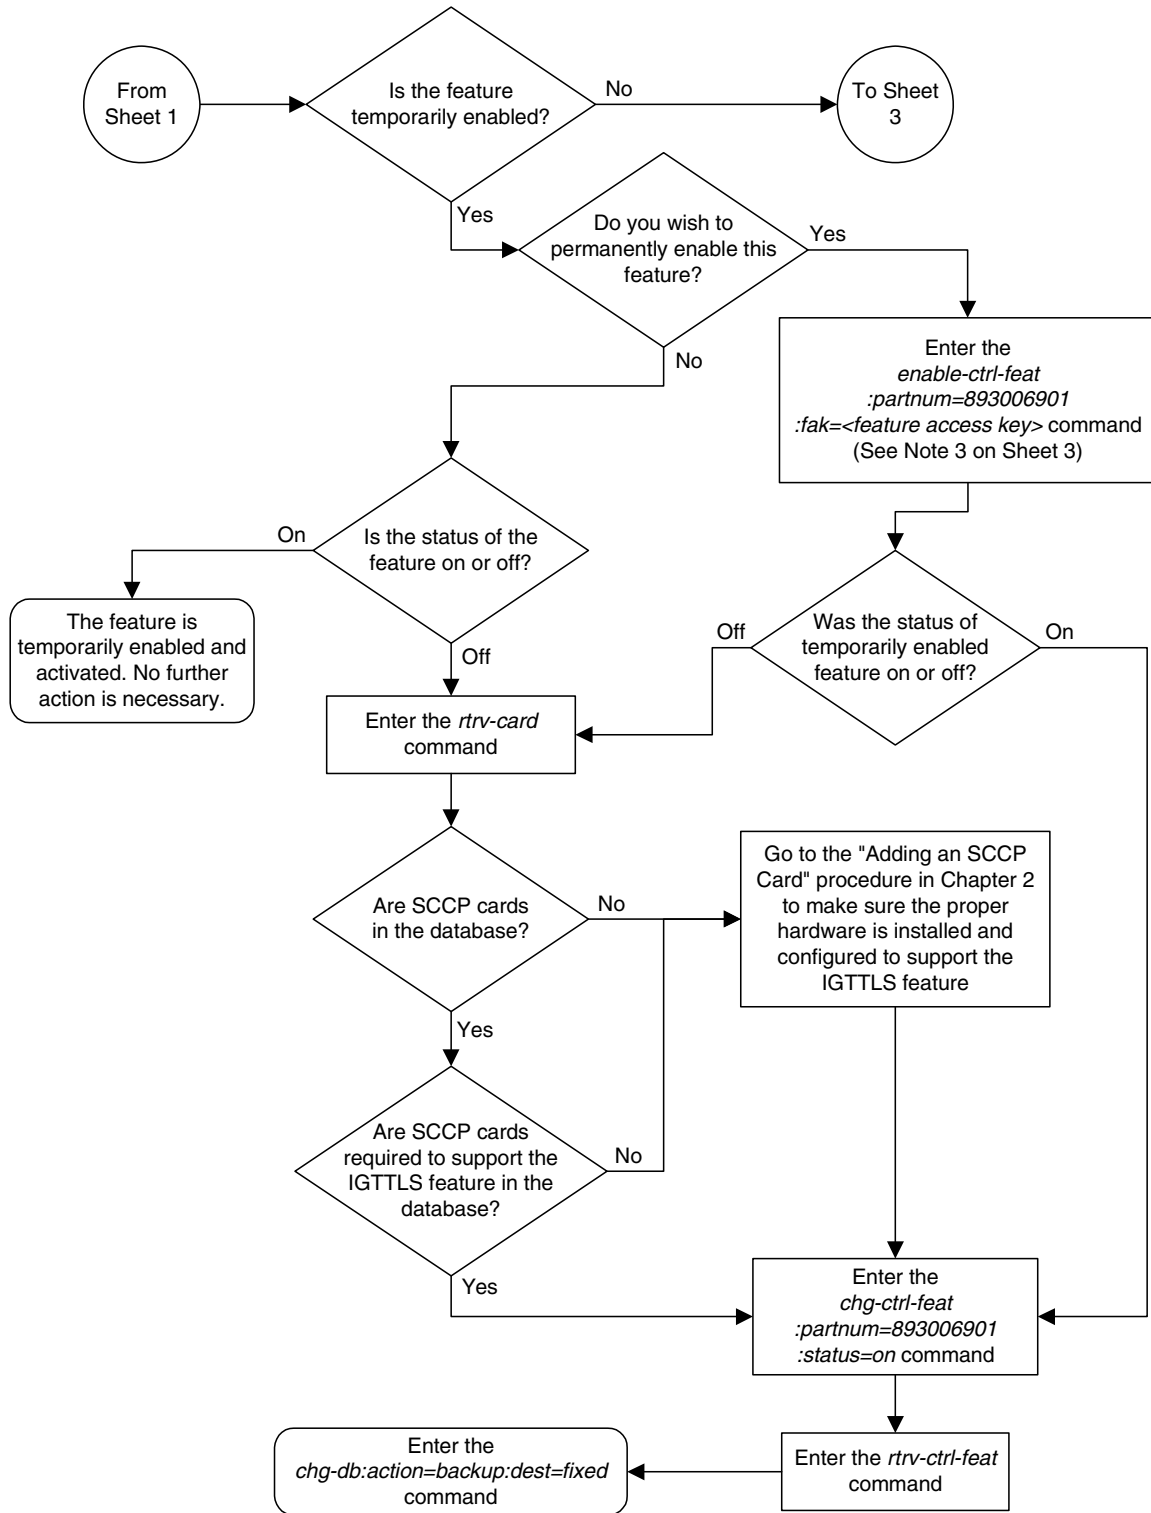 From
Sheet 1
Is the feature
temporarily enabled?
No
To Sheet
3
Yes
Do you wish to
permanently enable this
feature?
Yes
No
Enter the
enable-ctrl-feat
:partnum=893006901
:fak=<feature access key> command
(See Note 3 on Sheet 3)
On
Is the status of the
feature on or off?
Off
The feature is
temporarily enabled and
activated. No further
action is necessary.
Off
Was the status of
temporarily enabled
feature on or off?
On
Enter the rtrv-card
command
Are SCCP cards
in the database?
No
Yes
Go to the "Adding an SCCP
Card" procedure in Chapter 2
to make sure the proper
hardware is installed and
configured to support the
IGTTLS feature
Are SCCP cards
required to support the
IGTTLS feature in the
database?
No
Yes
Enter the
chg-ctrl-feat
:partnum=893006901
:status=on command
Enter the rtrv-ctrl-feat
command
Enter the
chg-db:action=backup:dest=fixed
command